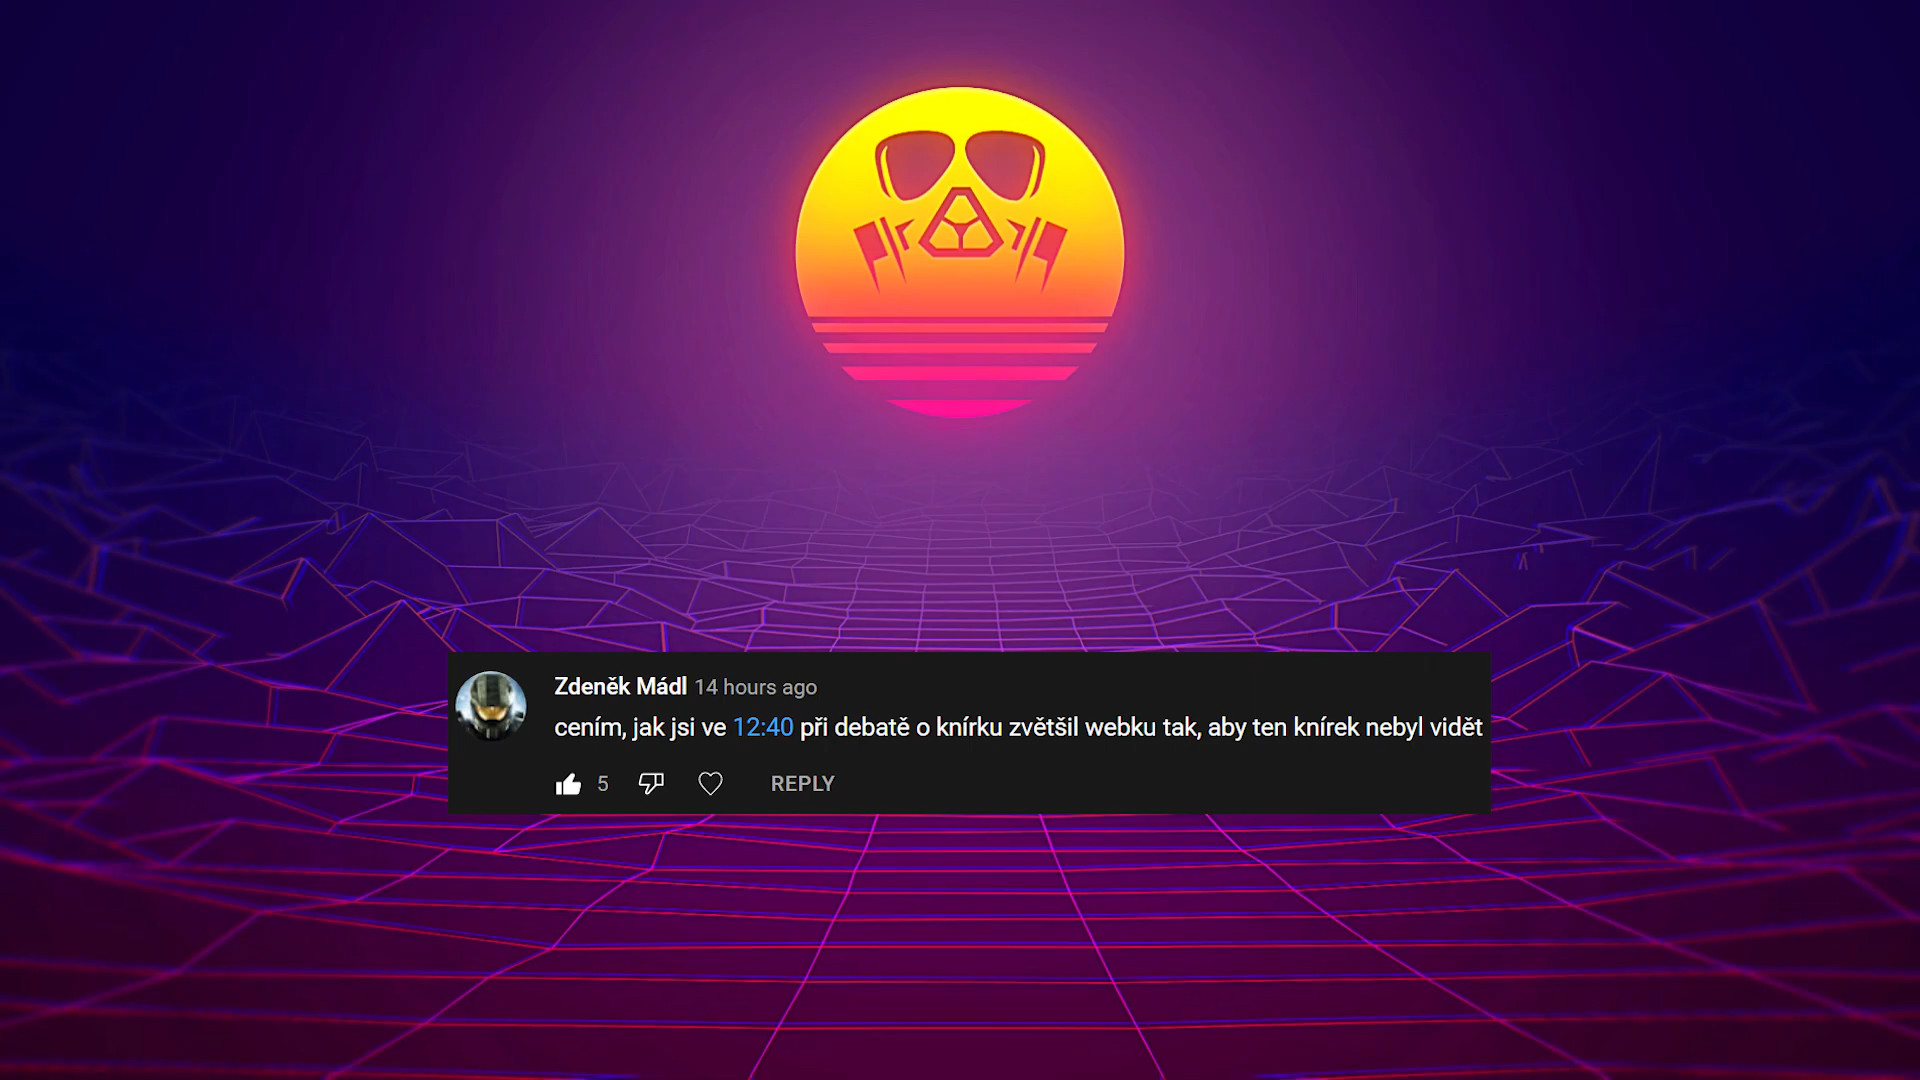 Zdeněk Mádl 14 hours ago
cením, jak jsi ve 12:40 při debatě o knírku zvětšil webku tak, aby ten knírek nebyl vidět
5 REPLY